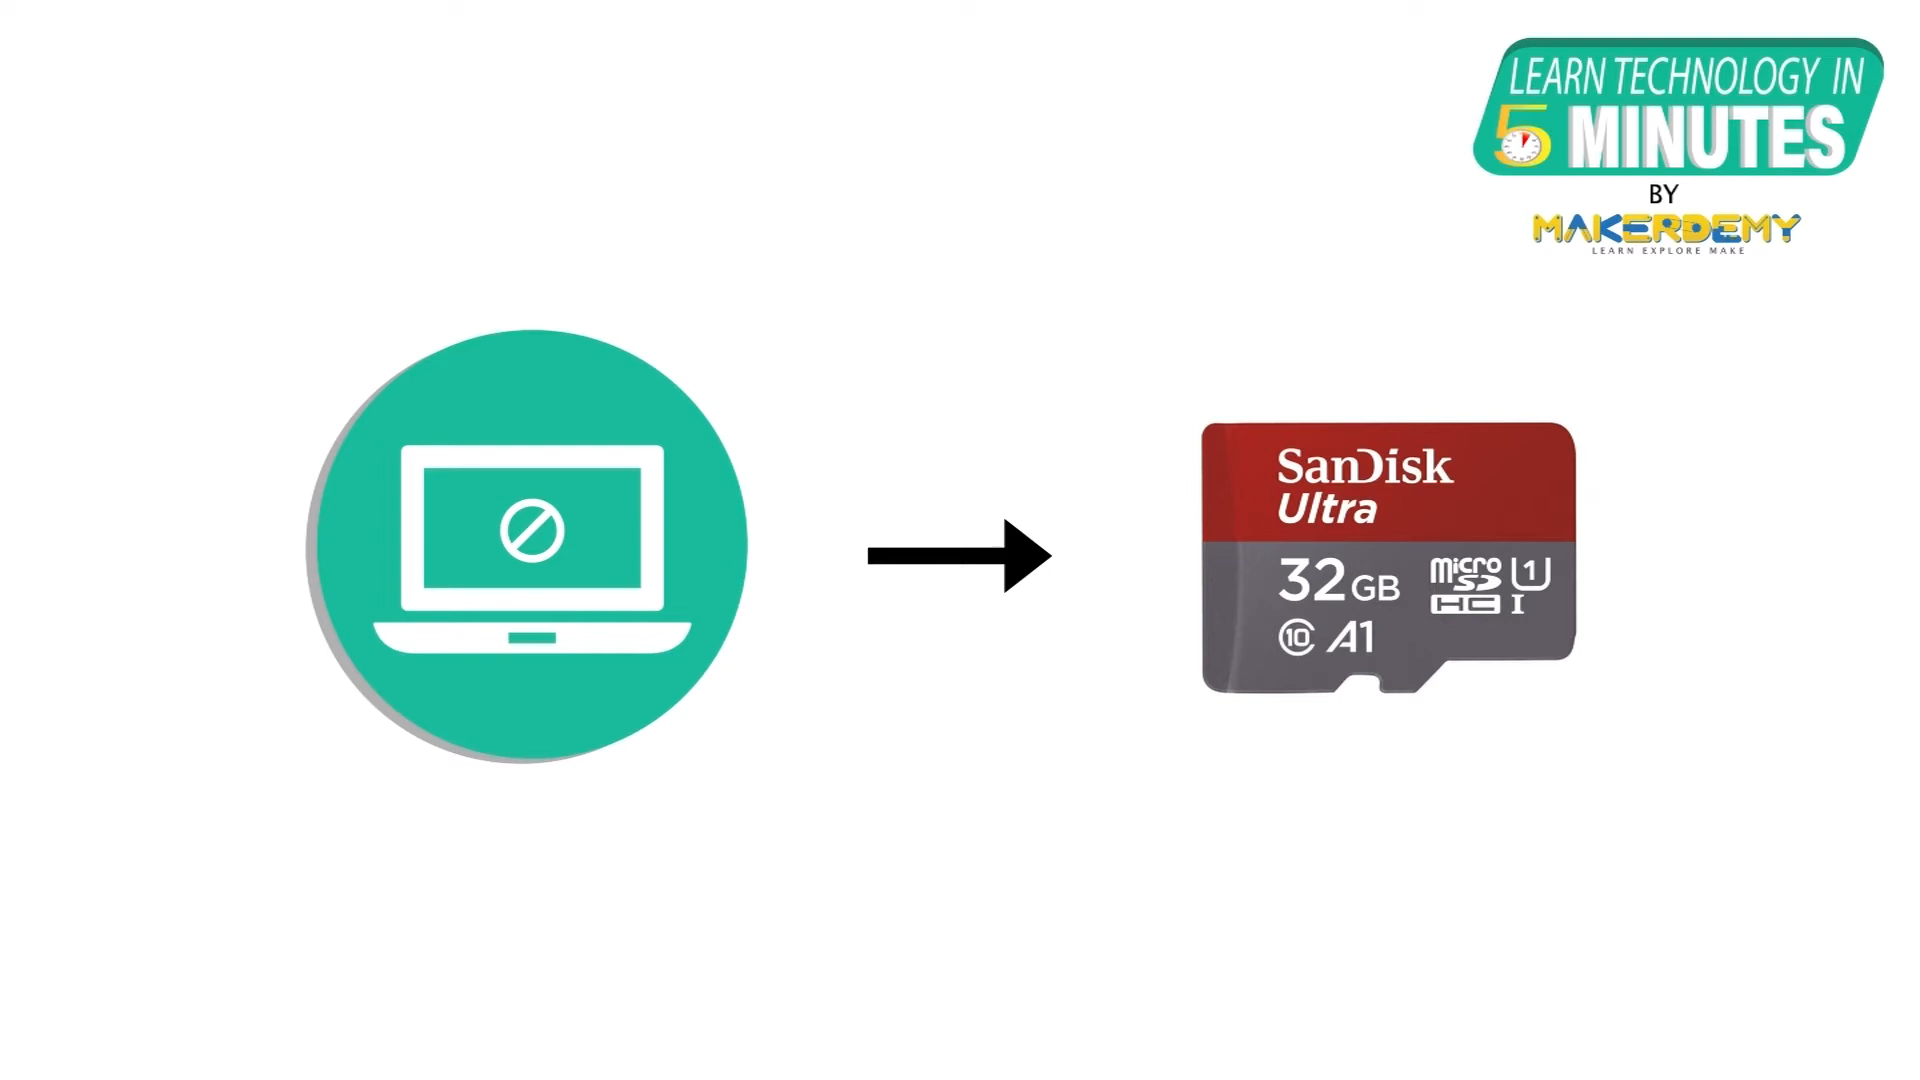 LEARN TECHNOLOGY IN
5 MINUTES
BY
MAKERDEMY
LEARN EXPLORE MAKE
SanDisk
Ultra
32GB
micro
SD
HC I
U1
10 A1